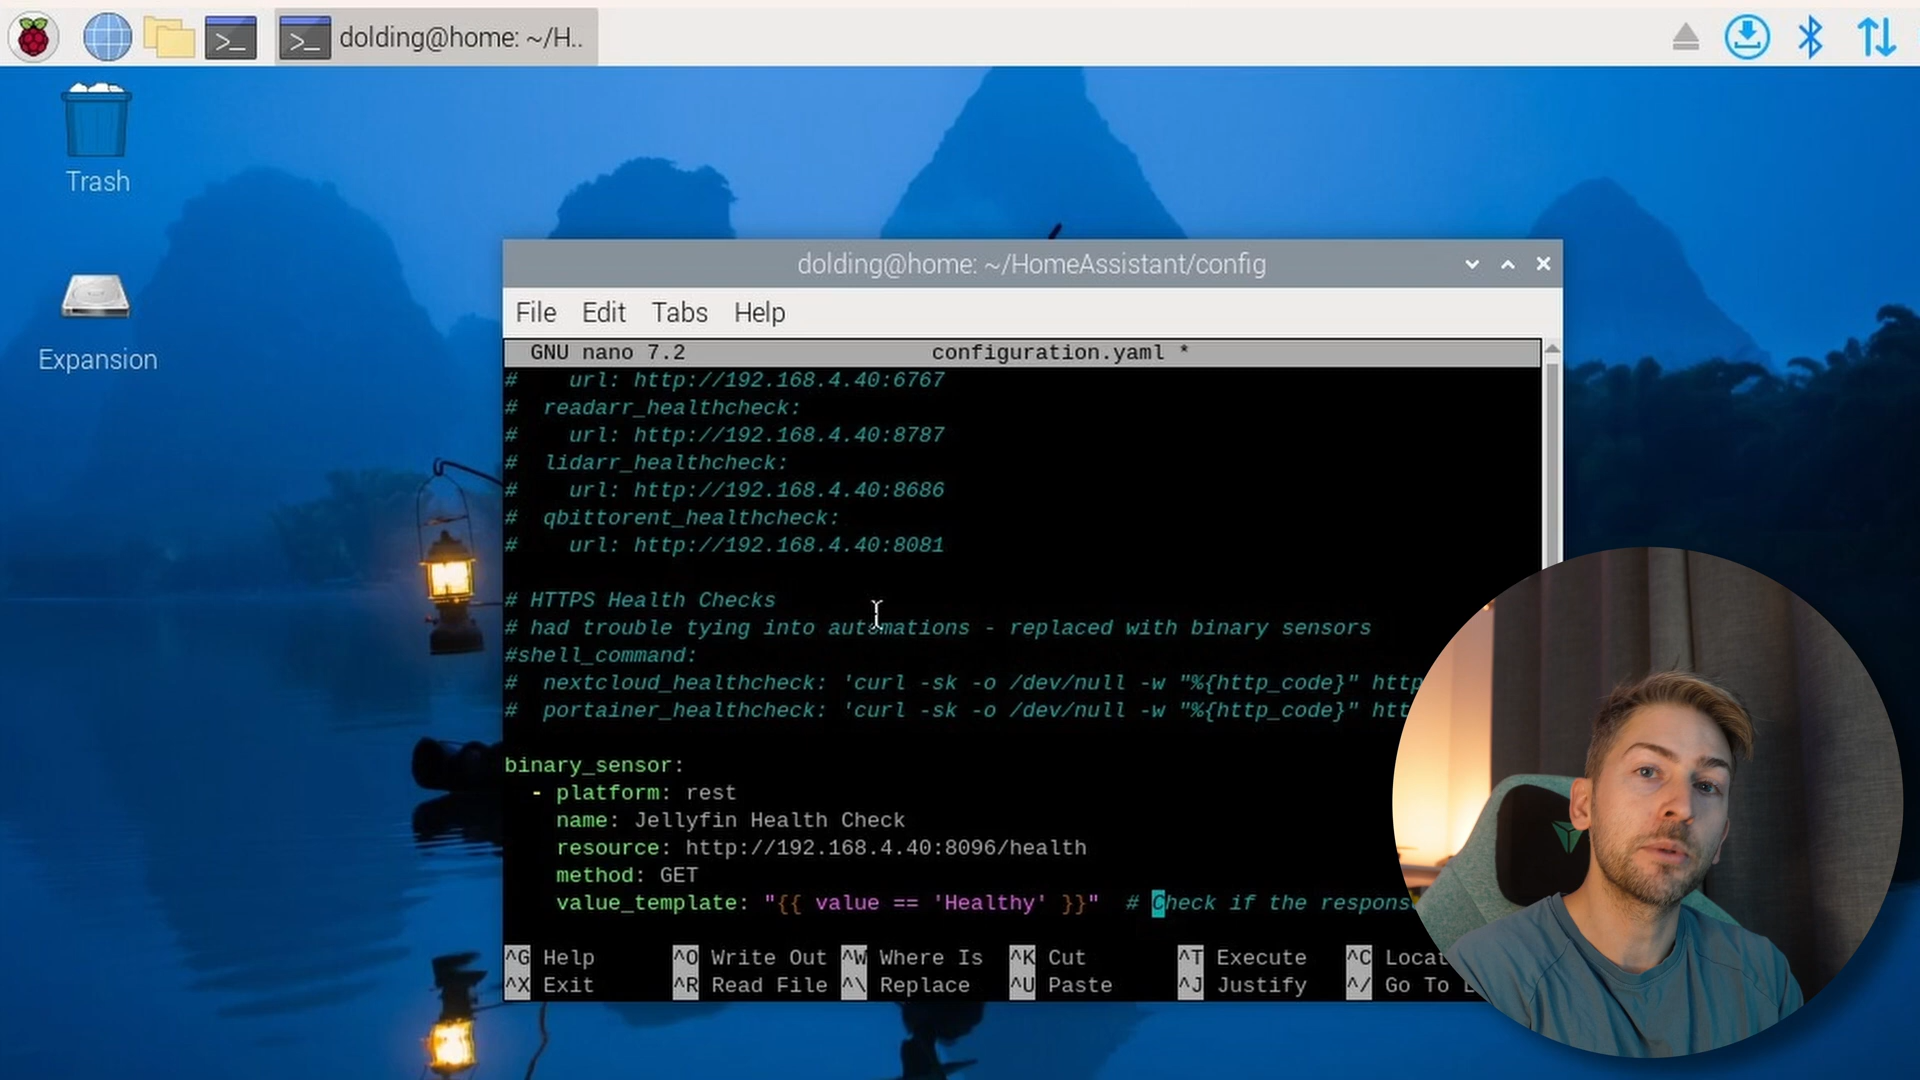 dolding@home: ~/H..
Trash
Expansion
dolding@home: ~/HomeAssistant/config
File Edit Tabs Help
GNU nano 7.2 configuration.yaml *
# url: http://192.168.4.40:6767
# readarr_healthcheck:
# url: http://192.168.4.40:8787
# lidarr_healthcheck:
# url: http://192.168.4.40:8686
# qbittorent_healthcheck:
# url: http://192.168.4.40:8081
# HTTPS Health Checks
# had trouble tying into automations - replaced with binary sensors
#shell_command:
# nextcloud_healthcheck: 'curl -sk -o /dev/null -w "%{http_code}" http
# portainer_healthcheck: 'curl -sk -o /dev/null -w "%{http_code}" htt
binary_sensor:
- platform: rest
name: Jellyfin Health Check
resource: http://192.168.4.40:8096/health
method: GET
value_template: "{{ value == 'Healthy' }}" # Check if the respons
^G Help ^O Write Out ^W Where Is ^K Cut ^T Execute ^C Locat
^X Exit ^R Read File ^\ Replace ^U Paste ^J Justify ^/ Go To L